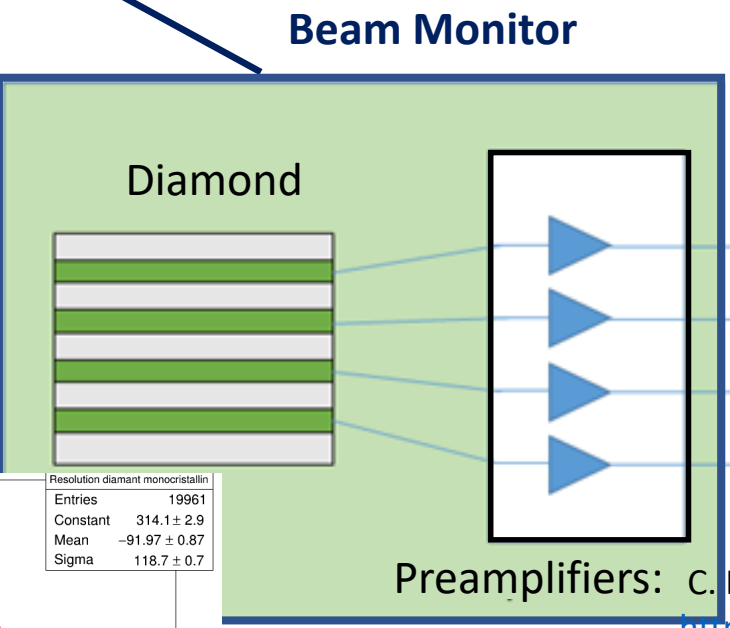 Beam Monitor
Diamond
Resolution diamant monocristallin
Entries 19961
Constant 314.1 ± 2.9
Mean −91.97 ± 0.87
Sigma 118.7 ± 0.7
Preamplifiers: C.